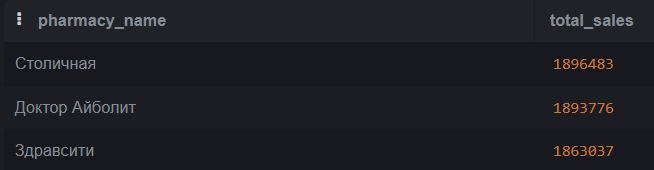 pharmacy_name total_sales
Столичная 1896483
Доктор Айболит 1893776
Здравсити 1863037